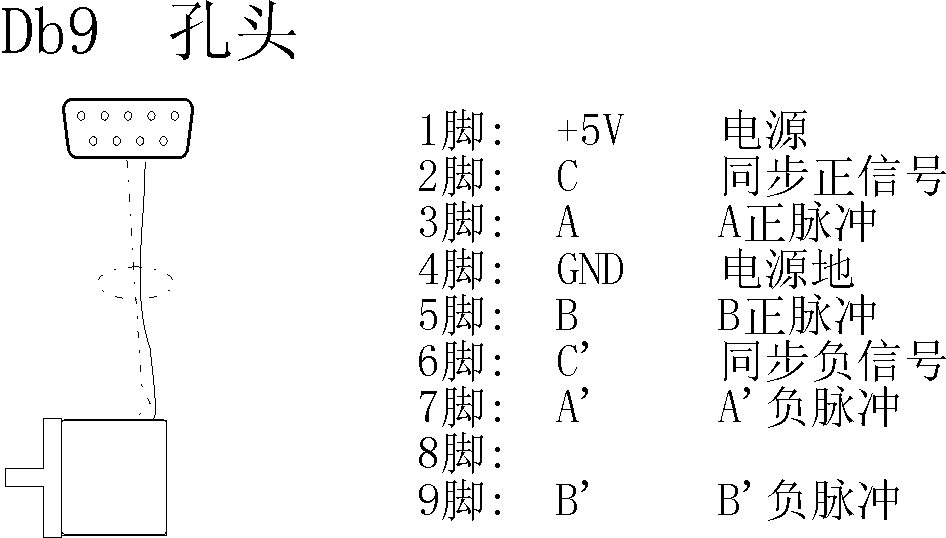 Db9 孔头
1脚: +5V 电源
2脚: C 同步正信号
3脚: A A正脉冲
4脚: GND 电源地
5脚: B B正脉冲
6脚: C' 同步负信号
7脚: A' A'负脉冲
8脚:
9脚: B' B'负脉冲